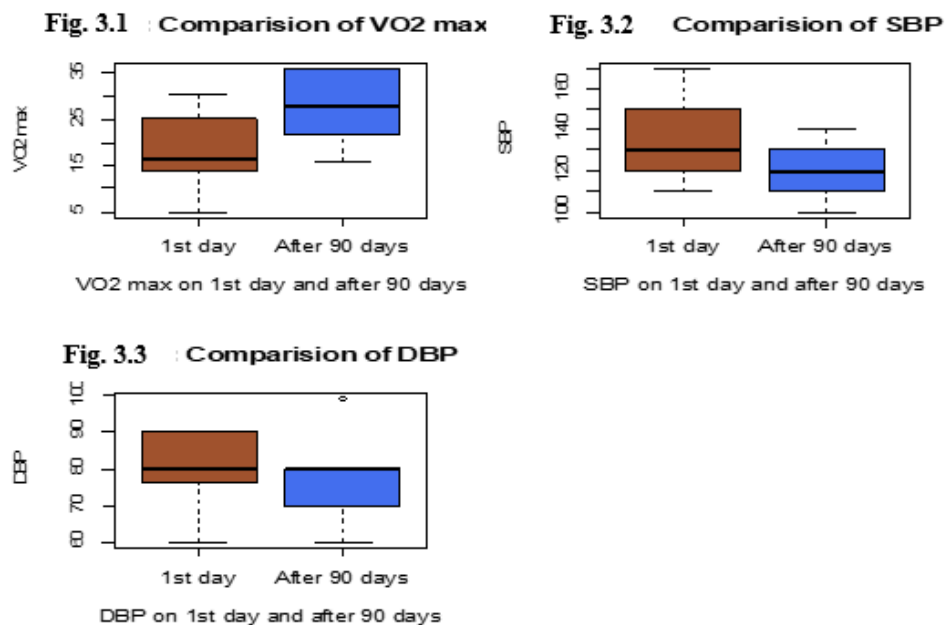 Fig. 3.1 : Comparision of VO2 max
VO2 max
35
25
15
5
1st day After 90 days
VO2 max on 1st day and after 90 days
Fig. 3.2 Comparision of SBP
SBP
160
140
120
100
1st day After 90 days
SBP on 1st day and after 90 days
Fig. 3.3 : Comparision of DBP
DBP
100
90
80
70
60
1st day After 90 days
DBP on 1st day and after 90 days